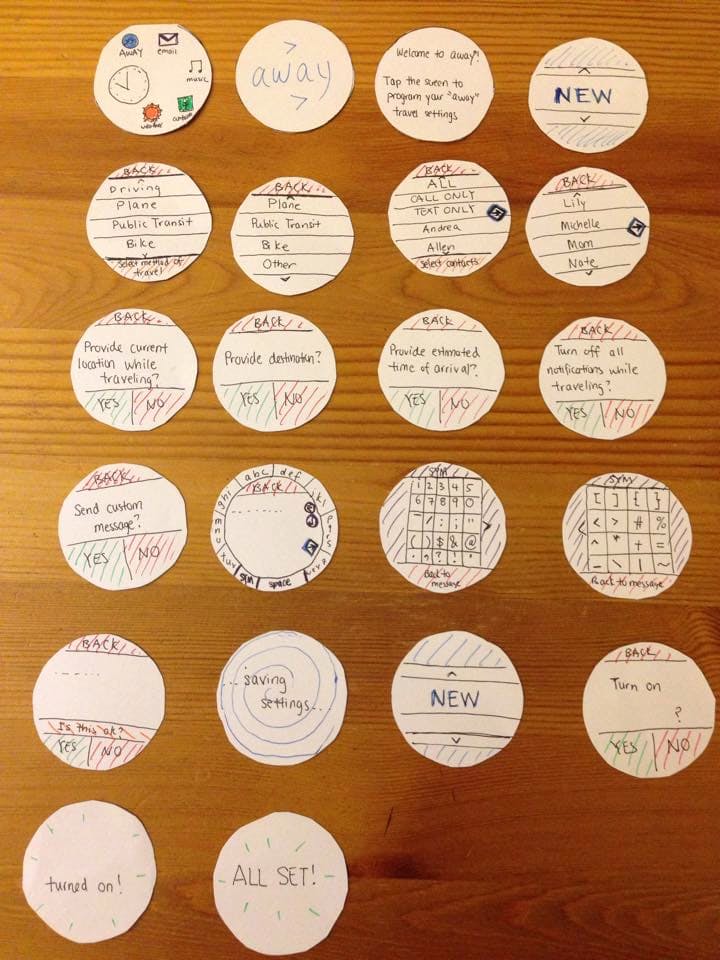 AWAY
email
music
weather
away
Welcome to away!
Tap the screen to
program your "away"
travel settings
NEW
BACK
Driving
Plane
Public Transit
Bike
Select method of
travel
BACK
Plane
Public Transit
Bike
Other
BACK
ALL
CALL ONLY
TEXT ONLY
Andrea
Allen
Select contacts
BACK
Lily
Michelle
Mom
Nate
BACK
Provide current
location while
traveling?
YES NO
BACK
Provide destination?
YES NO
BACK
Provide estimated
time of arrival?
YES NO
BACK
Turn off all
notifications while
traveling?
YES NO
BACK
Send custom
message?
YES NO
abc
def
ghi
jkl
BACK
mno
pqrs
tuv
wxyz
sym
space
SYM
1 2 3 4 5
6 7 8 9 0
- / : ; "
( ) $ & @
. , ? ! '
Back to
message
SYM
[ ] { }
< > # %
^ * + =
_ \ | ~
Back to message
BACK
Is this ok?
YES NO
...saving
settings...
NEW
BACK
Turn on
?
YES NO
turned on!
ALL SET!